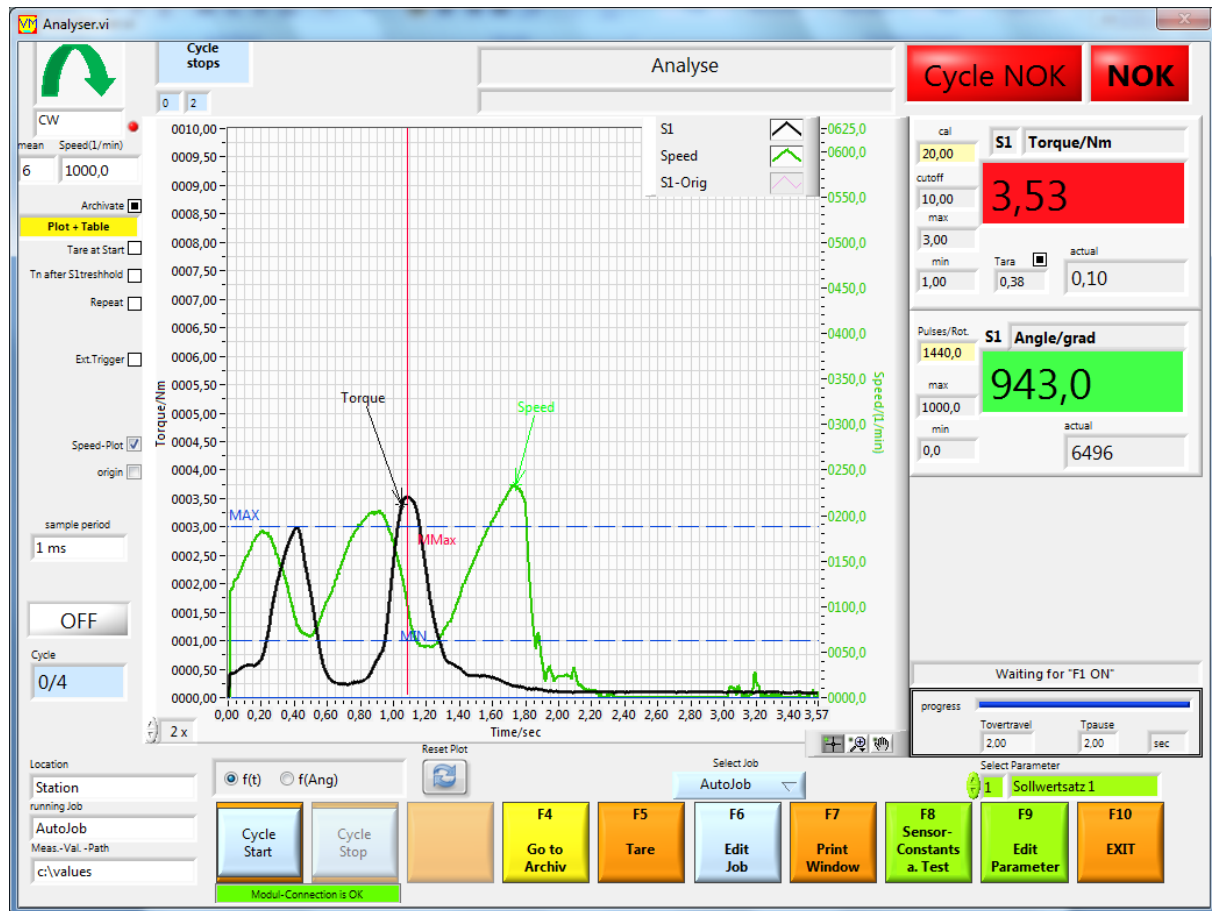 VM Analyser.vi
Cycle
stops
0 2
Analyse
Cycle NOK
NOK
CW
mean Speed(1/min)
6 1000,0
Archivate
Plot + Table
Tare at Start
Tn after S1treshhold
Repeat
Ext.Trigger
Speed-Plot
origin
sample period
1 ms
OFF
Cycle
0/4
S1
Speed
S1-Orig
Torque/Nm
0010,00
0009,50
0009,00
0008,50
0008,00
0007,50
0007,00
0006,50
0006,00
0005,50
0005,00
0004,50
0004,00
0003,50
0003,00
0002,50
0002,00
0001,50
0001,00
0000,50
0000,00
Torque
Speed
MAX
MMax
MIN
0625,0
0600,0
0550,0
0500,0
0450,0
0400,0
0350,0
0300,0
0250,0
0200,0
0150,0
0100,0
0050,0
0000,0
Speed/(1/min)
0,00 0,20 0,40 0,60 0,80 1,00 1,20 1,40 1,60 1,80 2,00 2,20 2,40 2,60 2,80 3,00 3,20 3,40 3,57
Time/sec
2 x
cal
20,00
S1 Torque/Nm
3,53
cutoff
10,00
max
3,00
min
1,00
Tara
0,38
actual
0,10
Pulses/Rot.
1440,0
S1 Angle/grad
943,0
max
1000,0
min
0,0
actual
6496
Waiting for "F1 ON"
progress
Tovertravel
2,00
Tpause
2,00
sec
Location
Station
running Job
AutoJob
Meas.-Val. -Path
c:\values
f(t) f(Ang)
Reset Plot
Select Job
AutoJob
Select Parameter
1 Sollwertsatz 1
Cycle
Start
Cycle
Stop
F4
Go to
Archiv
F5
Tare
F6
Edit
Job
F7
Print
Window
F8
Sensor-
Constants
a. Test
F9
Edit
Parameter
F10
EXIT
Modul-Connection is OK